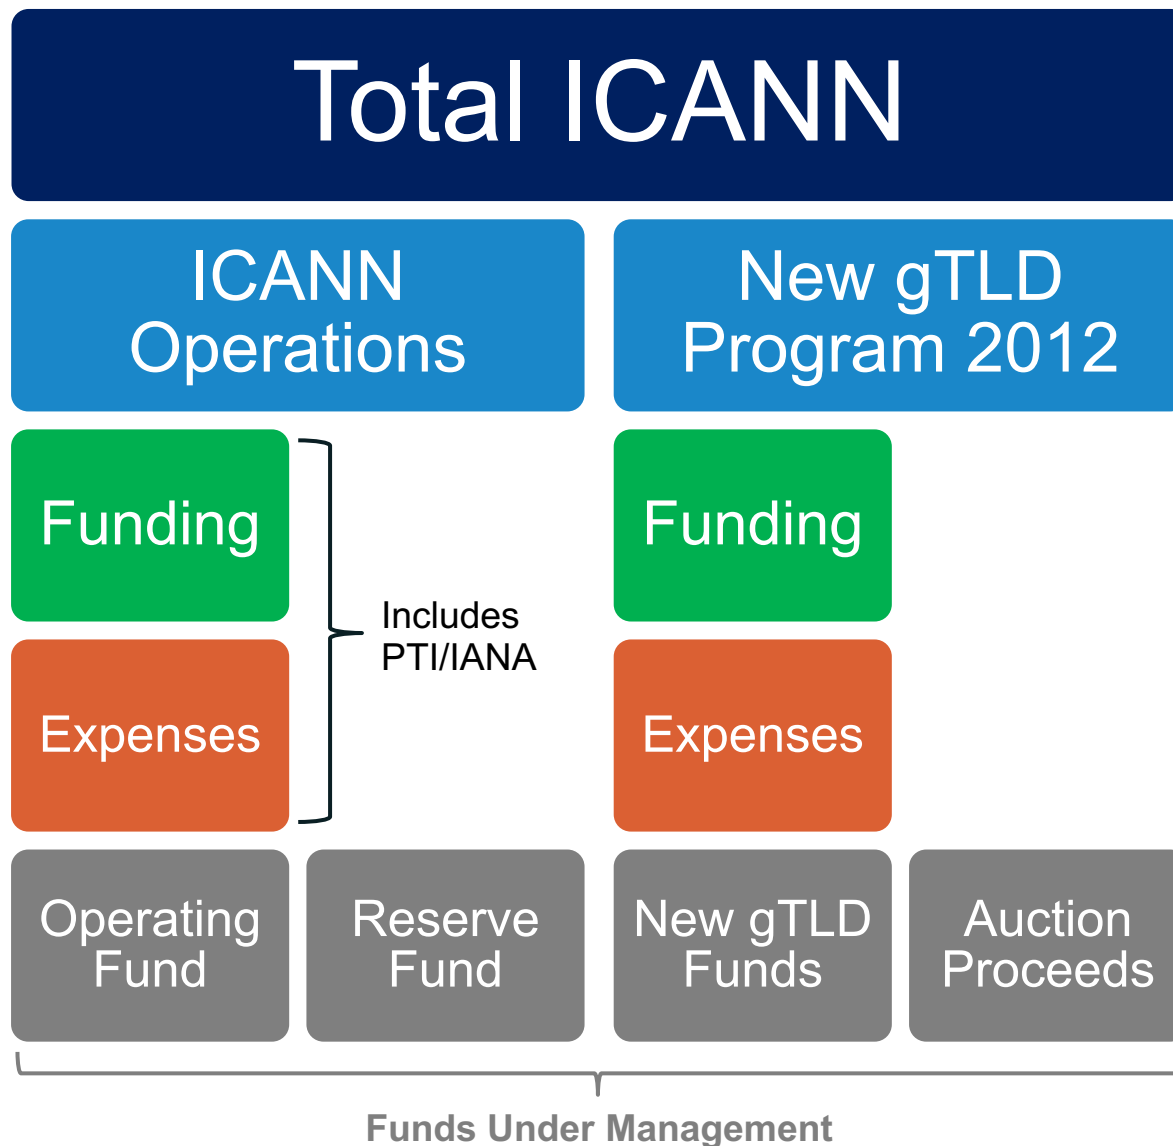 Total ICANN
ICANN
Operations
New gTLD
Program 2012
Funding
Funding
Includes
PTI/IANA
Expenses
Expenses
Operating
Fund
Reserve
Fund
New gTLD
Funds
Auction
Proceeds
Funds Under Management